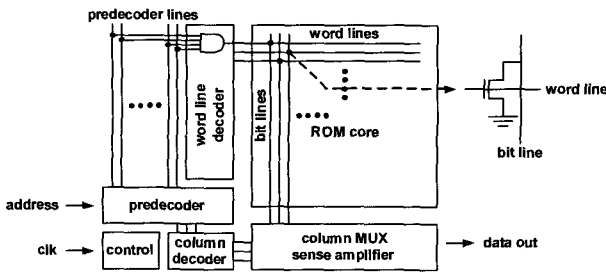 predecoder lines
word lines
word line
decoder
bit lines
ROM core
word line
bit line
address
predecoder
clk
control
column
decoder
column MUX
sense amplifier
data out